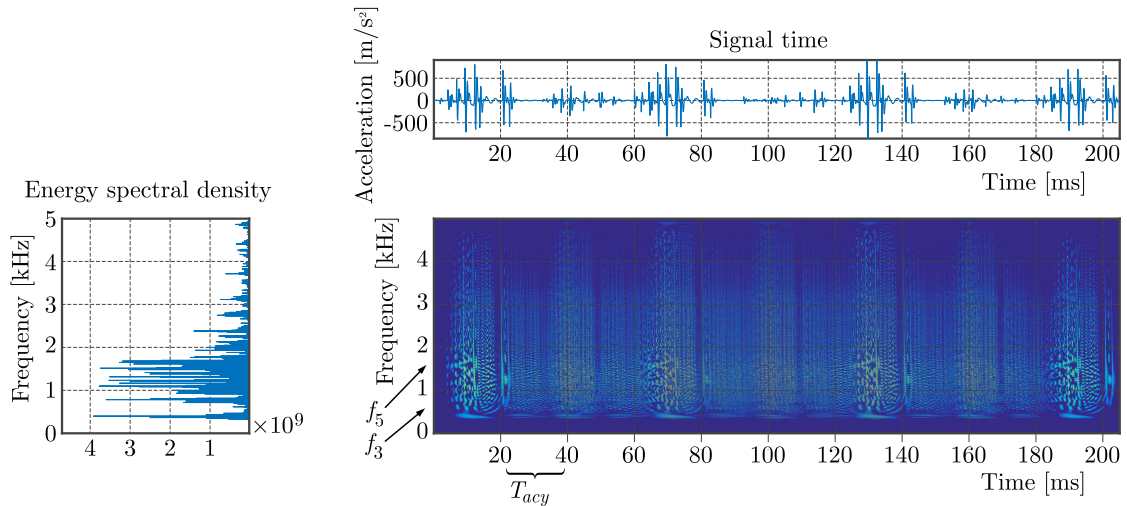 Signal time
Acceleration [m/s²]
500
0
-500
20 40 60 80 100 120 140 160 180 200
Time [ms]
Energy spectral density
Frequency [kHz]
5
4
3
2
1
0
4 3 2 1
×10⁹
Frequency [kHz]
4
3
2
1
0
f₅
f₃
20 40 60 80 100 120 140 160 180 200
Time [ms]
T_acy